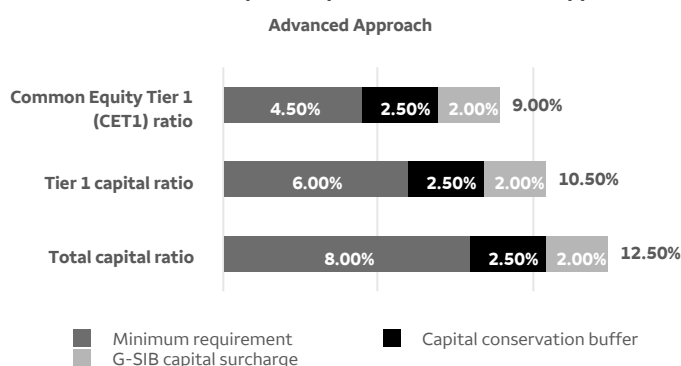 Advanced Approach
Common Equity Tier 1
(CET1) ratio
4.50% 2.50% 2.00% 9.00%
Tier 1 capital ratio 6.00% 2.50% 2.00% 10.50%
Total capital ratio 8.00% 2.50% 2.00% 12.50%
Minimum requirement Capital conservation buffer
G-SIB capital surcharge